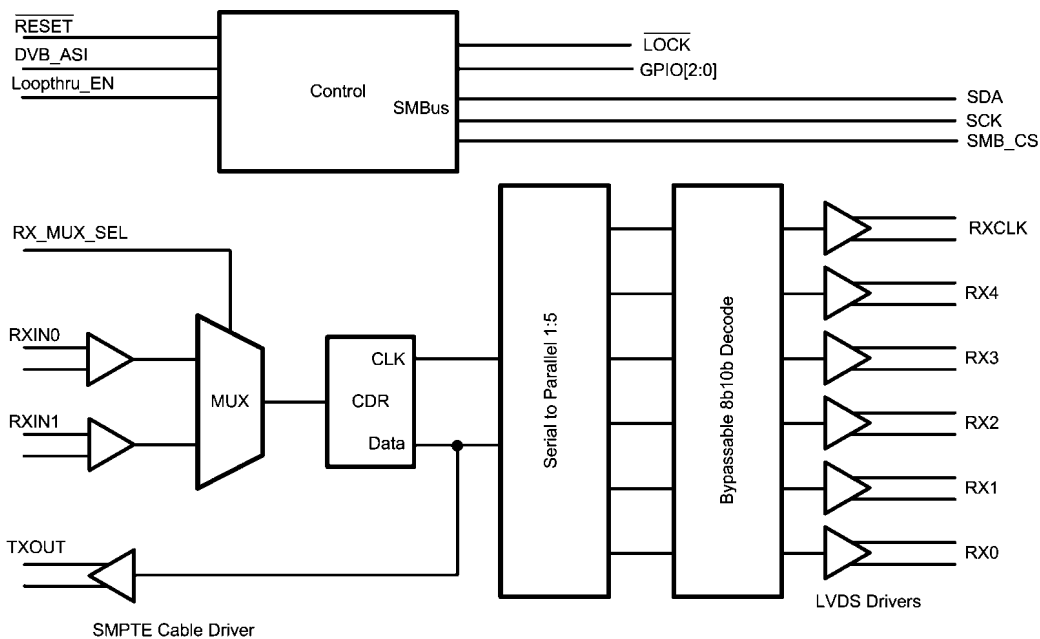 RESET
DVB_ASI
Loopthru_EN
Control
SMBus
LOCK
GPIO[2:0]
SDA
SCK
SMB_CS
RX_MUX_SEL
RXIN0
RXIN1
MUX
CLK
CDR
Data
Serial to Parallel 1:5
Bypassable 8b10b Decode
RXCLK
RX4
RX3
RX2
RX1
RX0
TXOUT
SMPTE Cable Driver
LVDS Drivers